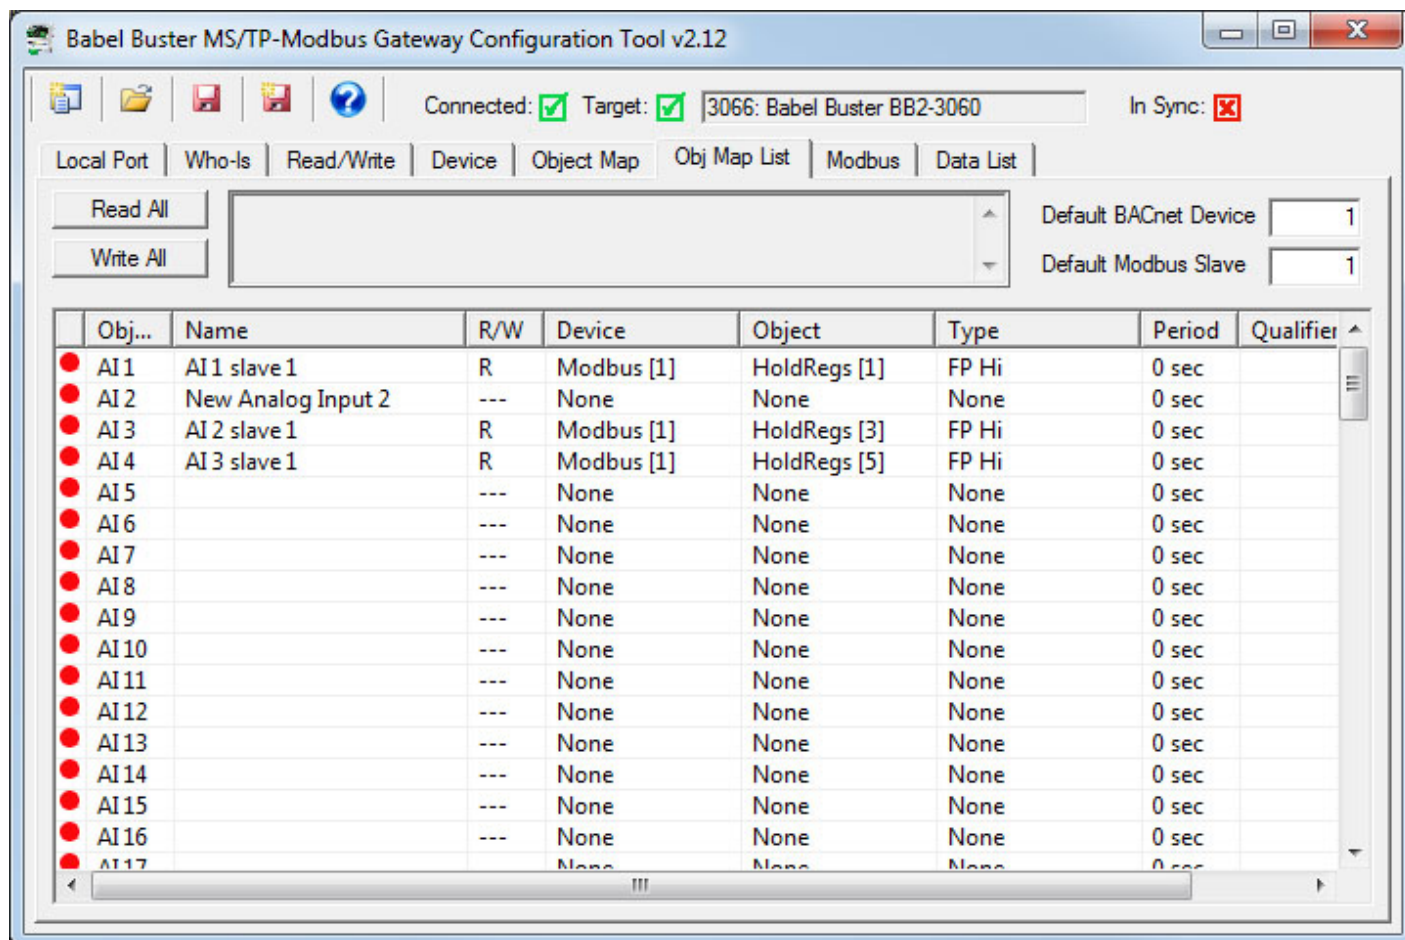 Babel Buster MS/TP-Modbus Gateway Configuration Tool v2.12
Connected: Target: 3066: Babel Buster BB2-3060 In Sync:
Local Port Who-Is Read/Write Device Object Map Obj Map List Modbus Data List
Read All Default BACnet Device 1
Write All Default Modbus Slave 1
Obj... Name R/W Device Object Type Period Qualifier
AI 1 AI 1 slave 1 R Modbus [1] HoldRegs [1] FP Hi 0 sec
AI 2 New Analog Input 2 --- None None None 0 sec
AI 3 AI 2 slave 1 R Modbus [1] HoldRegs [3] FP Hi 0 sec
AI 4 AI 3 slave 1 R Modbus [1] HoldRegs [5] FP Hi 0 sec
AI 5 --- None None None 0 sec
AI 6 --- None None None 0 sec
AI 7 --- None None None 0 sec
AI 8 --- None None None 0 sec
AI 9 --- None None None 0 sec
AI 10 --- None None None 0 sec
AI 11 --- None None None 0 sec
AI 12 --- None None None 0 sec
AI 13 --- None None None 0 sec
AI 14 --- None None None 0 sec
AI 15 --- None None None 0 sec
AI 16 --- None None None 0 sec
AI 17 None None None 0 sec